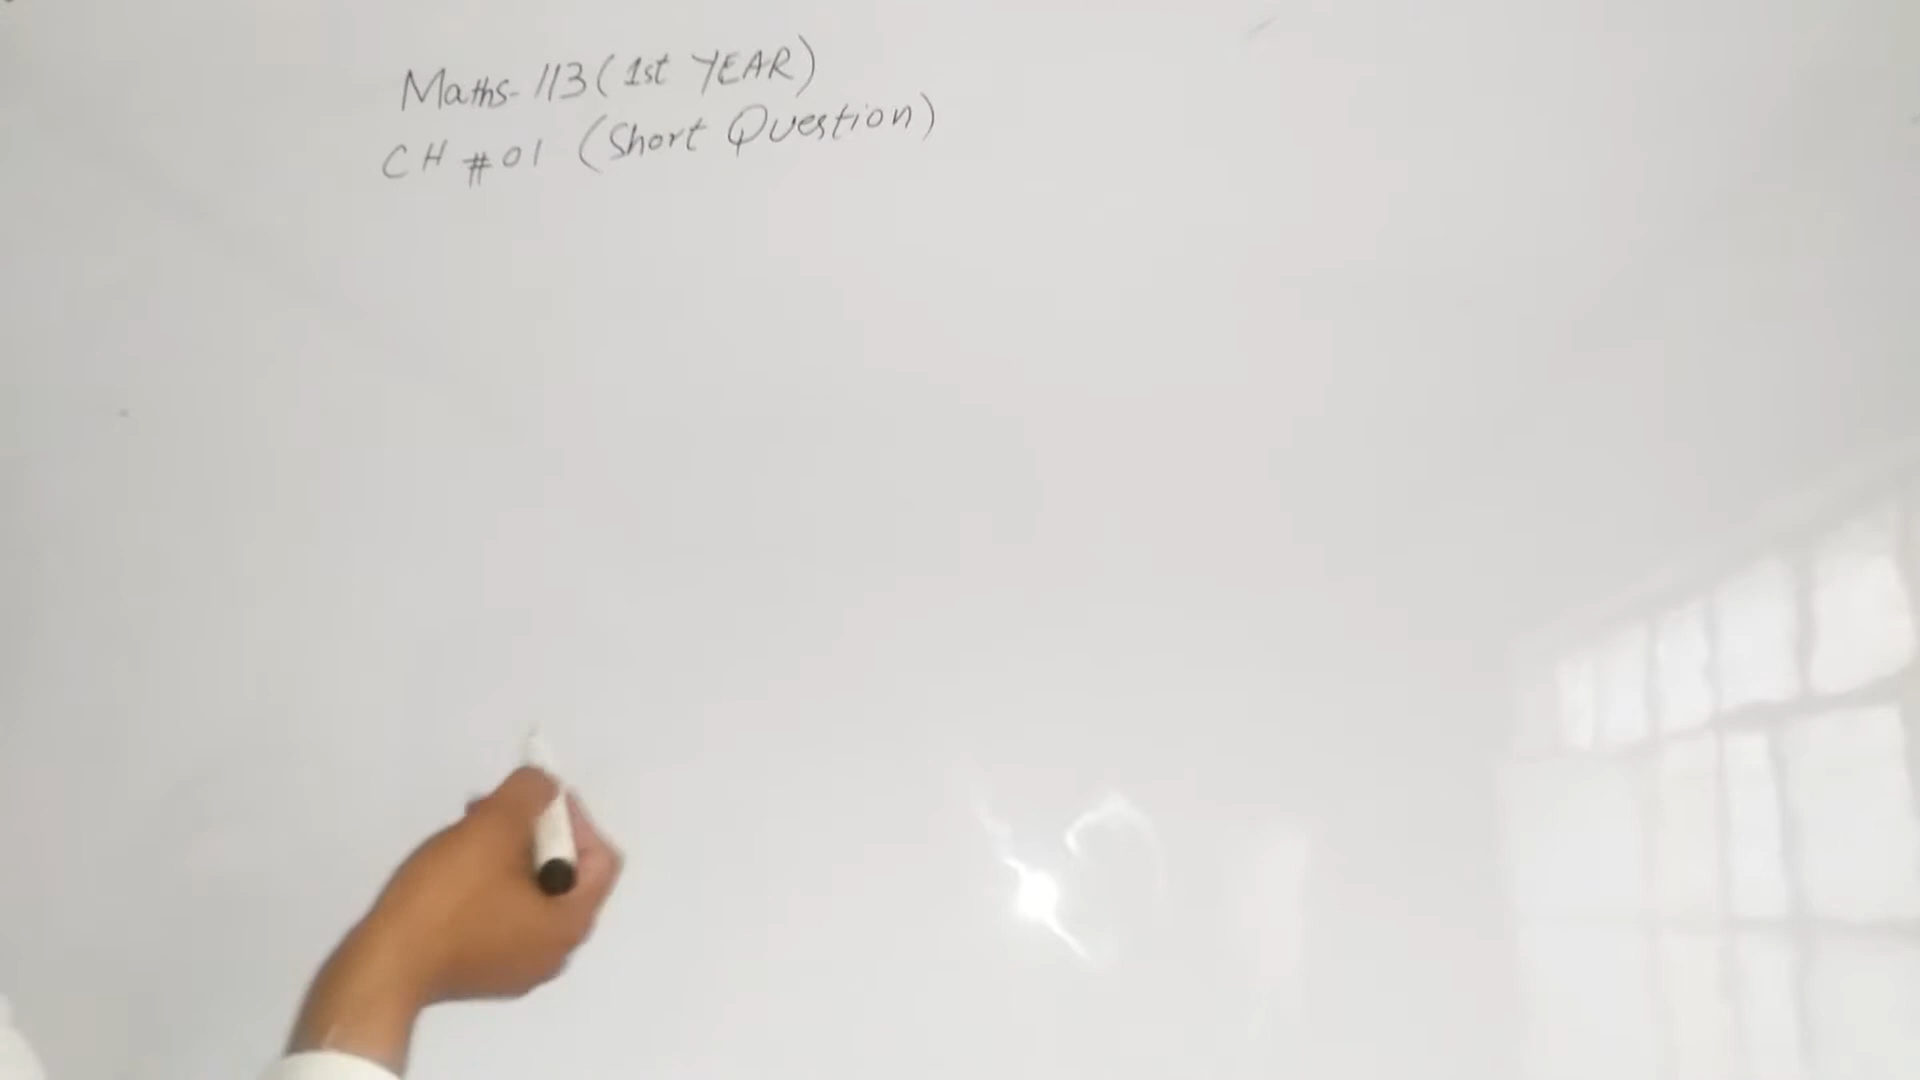 Maths-113 (1st YEAR)
CH #01 (Short Question)